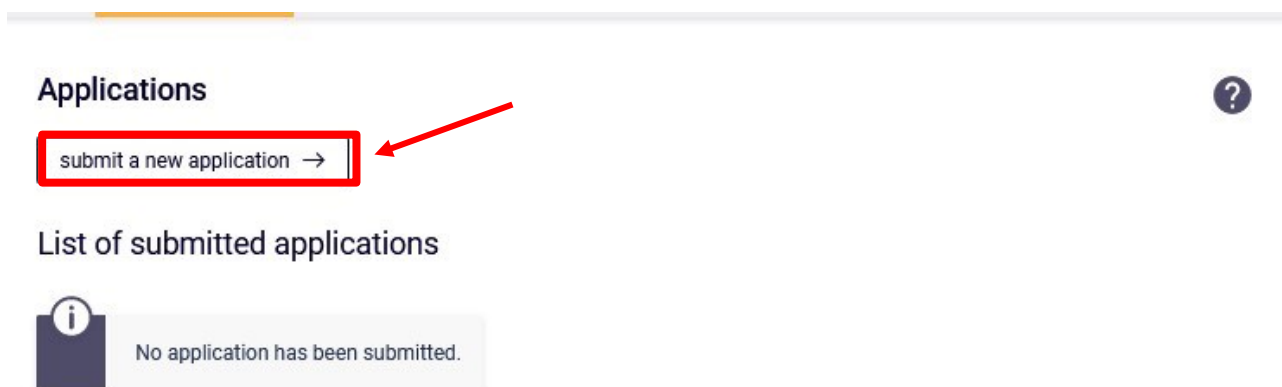 Applications
submit a new application →
List of submitted applications
No application has been submitted.